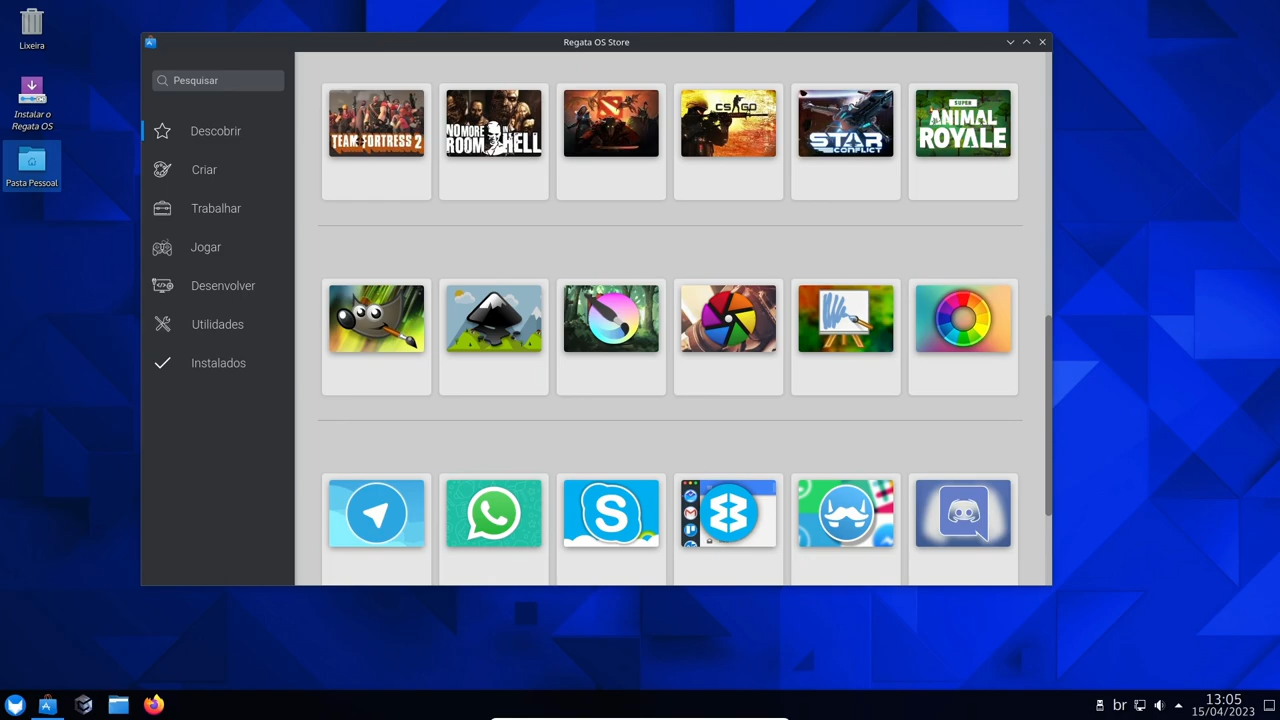 Lixeira
Instalar o
Regata OS
Pasta Pessoal
Regata OS Store
Pesquisar
Descobrir
Criar
Trabalhar
Jogar
Desenvolver
Utilidades
Instalados
TEAM FORTRESS 2
NO MORE
ROOM IN HELL
CS GO
STAR
CONFLICT
SUPER
ANIMAL
ROYALE
br
13:05
15/04/2023